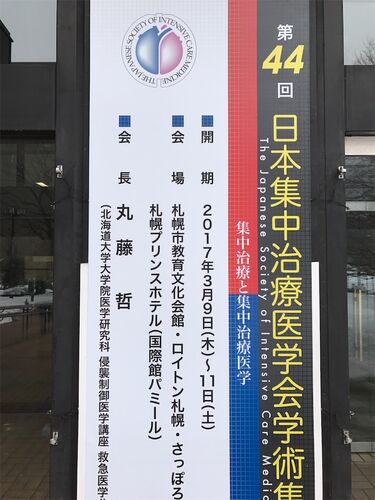 第44回 日本集中治療医学会学術集
The Japanese Society of Intensive Care Medic
集中治療と集中治療医学
開 期 2017年3月9日(木)～11日(土)
会 場 札幌市教育文化会館・ロイトン札幌・さっぽろ
札幌プリンスホテル(国際館パミール)
会 長 丸藤 哲
(北海道大学大学院医学研究科 侵襲制御医学講座 救急医学
THE JAPANESE SOCIETY OF INTENSIVE CARE MEDICINE